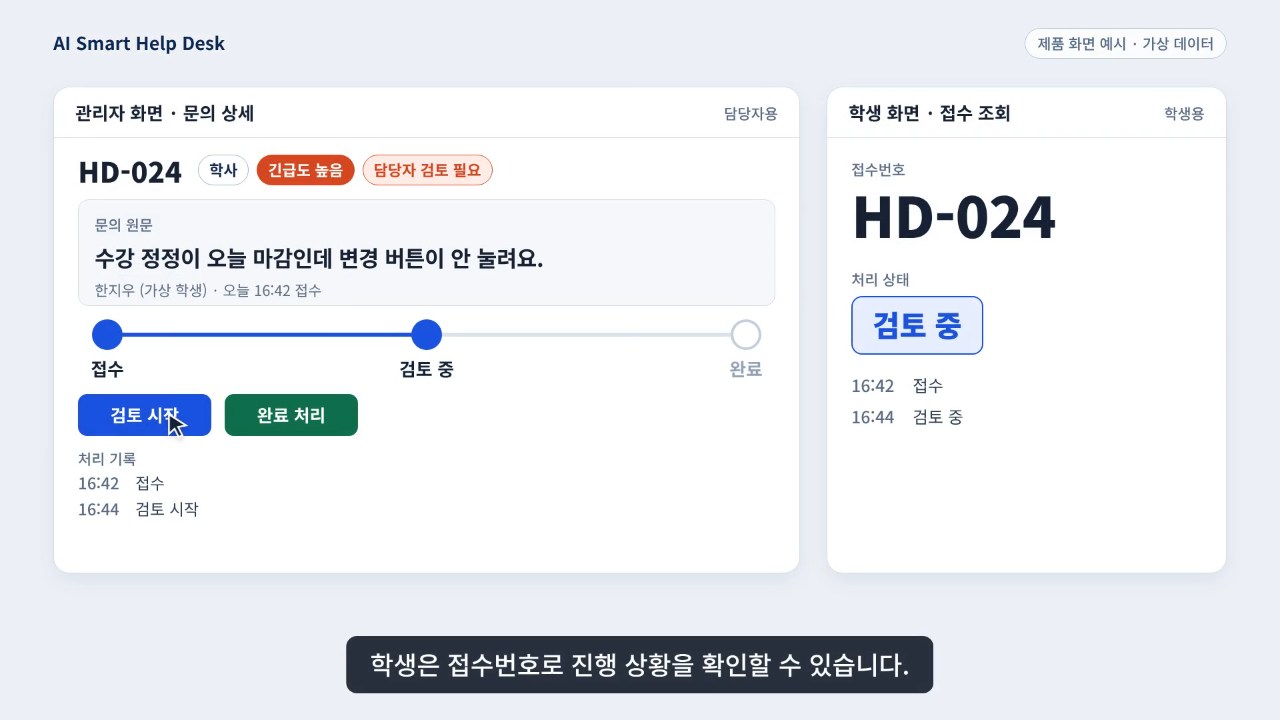 AI Smart Help Desk
제품 화면 예시 · 가상 데이터
관리자 화면 · 문의 상세
담당자용
HD-024
학사
긴급도 높음
담당자 검토 필요
문의 원문
수강 정정이 오늘 마감인데 변경 버튼이 안 눌려요.
한지우 (가상 학생) · 오늘 16:42 접수
접수
검토 중
완료
검토 시작
완료 처리
처리 기록
16:42 접수
16:44 검토 시작
학생 화면 · 접수 조회
학생용
접수번호
HD-024
처리 상태
검토 중
16:42 접수
16:44 검토 중
학생은 접수번호로 진행 상황을 확인할 수 있습니다.